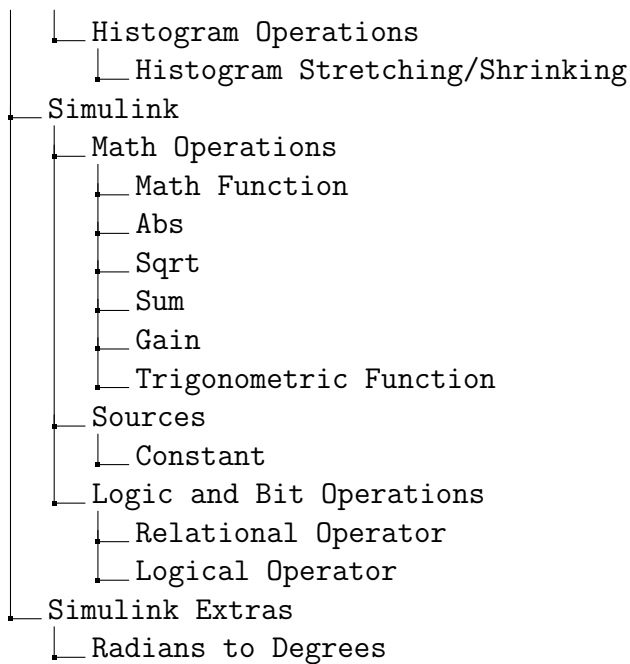 Histogram Operations
Histogram Stretching/Shrinking
Simulink
Math Operations
Math Function
Abs
Sqrt
Sum
Gain
Trigonometric Function
Sources
Constant
Logic and Bit Operations
Relational Operator
Logical Operator
Simulink Extras
Radians to Degrees